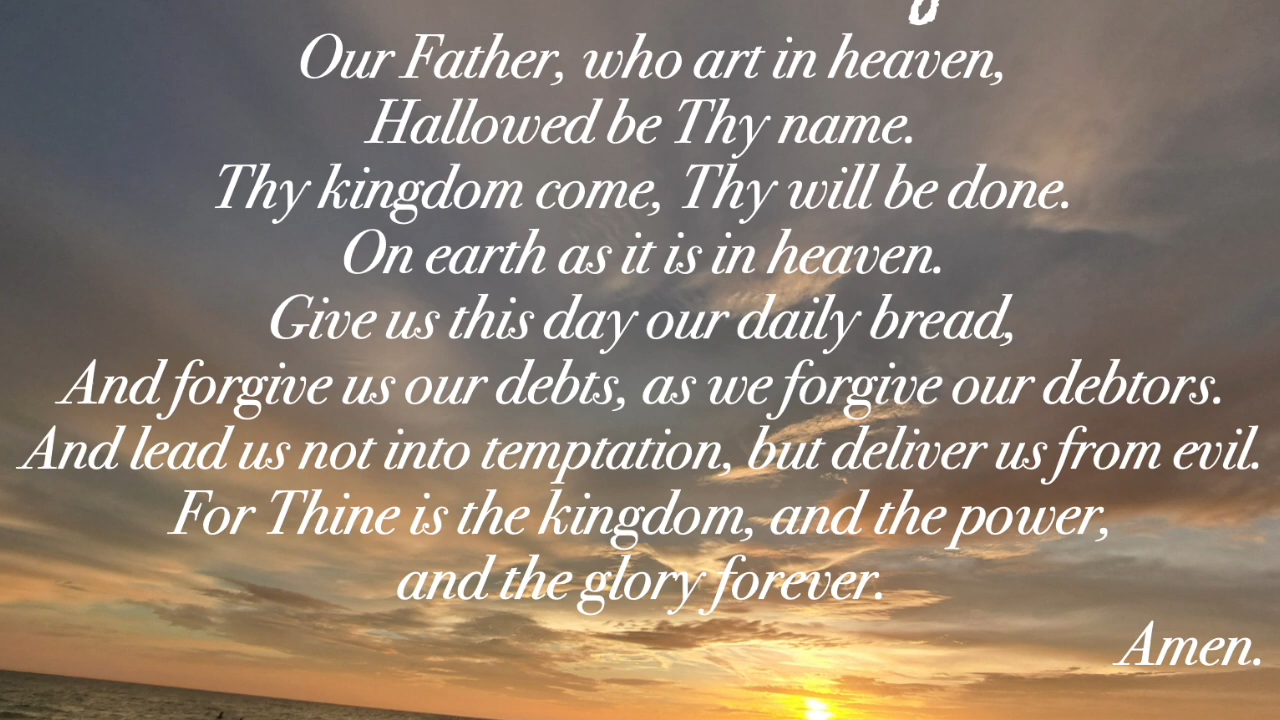 Our Father, who art in heaven,
Hallowed be Thy name.
Thy kingdom come, Thy will be done.
On earth as it is in heaven.
Give us this day our daily bread,
And forgive us our debts, as we forgive our debtors.
And lead us not into temptation, but deliver us from evil.
For Thine is the kingdom, and the power,
and the glory forever.
Amen.